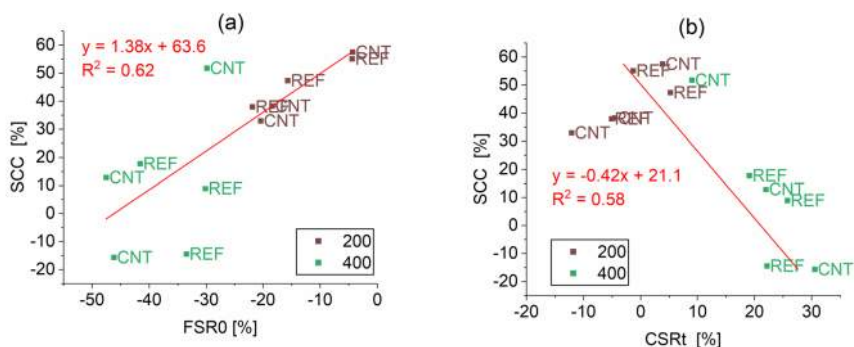 (a)
y = 1.38x + 63.6
R² = 0.62
60
50
40
30
20
10
0
-10
-20
SCC [%]
CNT
CNT
REF
REF
REF
CNT
CNT
REF
CNT
REF
CNT
REF
200
400
-50
-40
-30
-20
-10
0
FSR0 [%]
(b)
60
50
40
30
20
10
0
-10
-20
SCC [%]
CNT
REF
CNT
REF
REF
CNT
CNT
y = -0.42x + 21.1
R² = 0.58
REF
CNT
REF
REF
CNT
200
400
-10
0
10
20
30
CSRt [%]